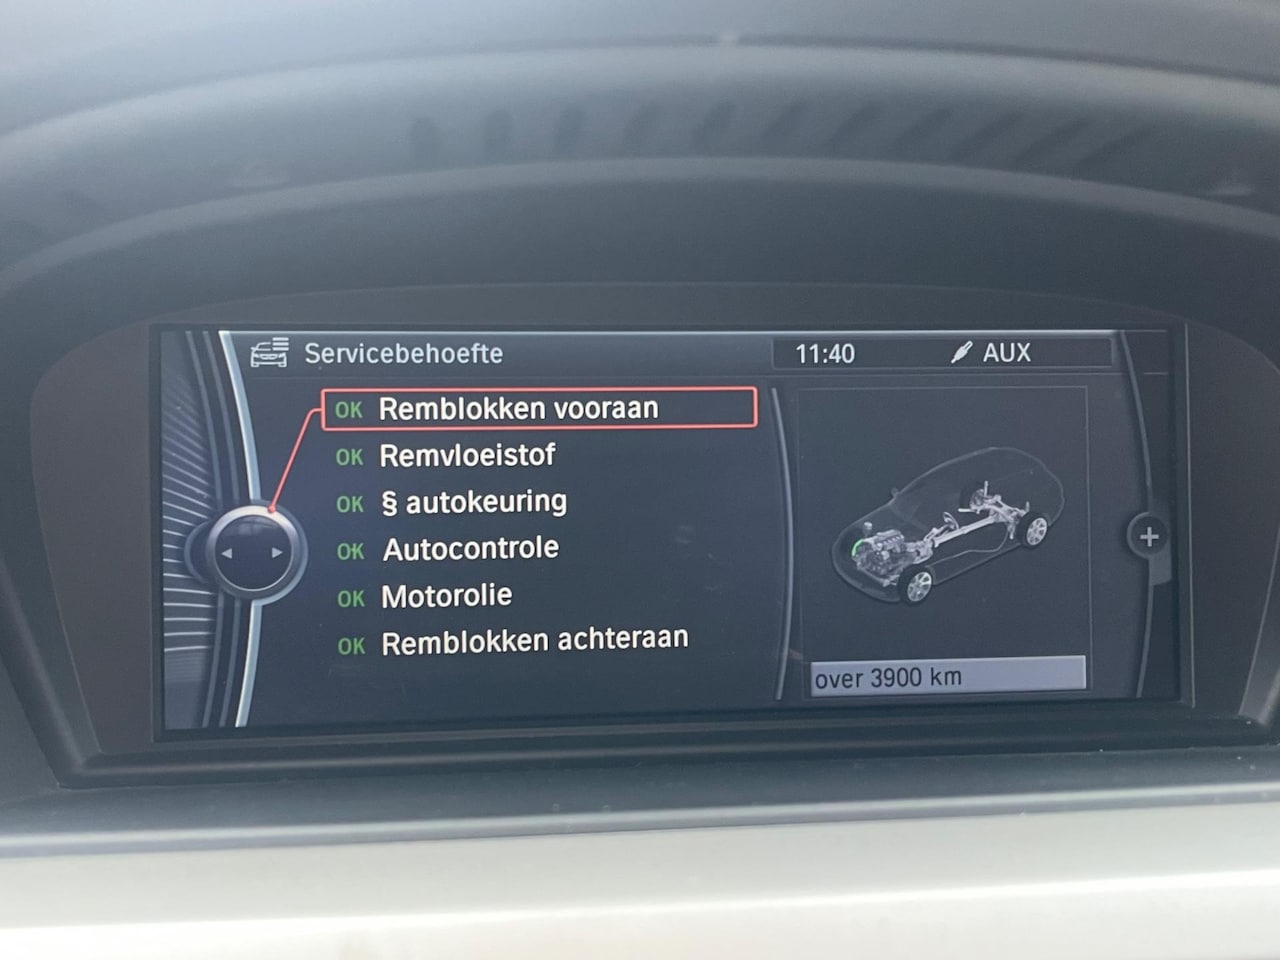 Servicebehoefte
11:40
AUX
OK Remblokken vooraan
OK Remvloeistof
OK § autokeuring
OK Autocontrole
OK Motorolie
OK Remblokken achteraan
over 3900 km